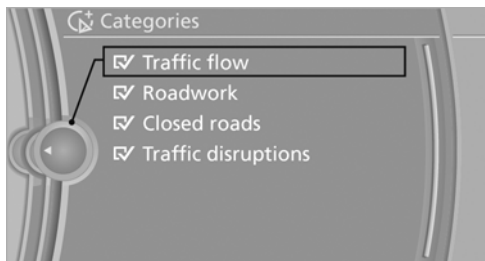 Categories
Traffic flow
Roadwork
Closed roads
Traffic disruptions